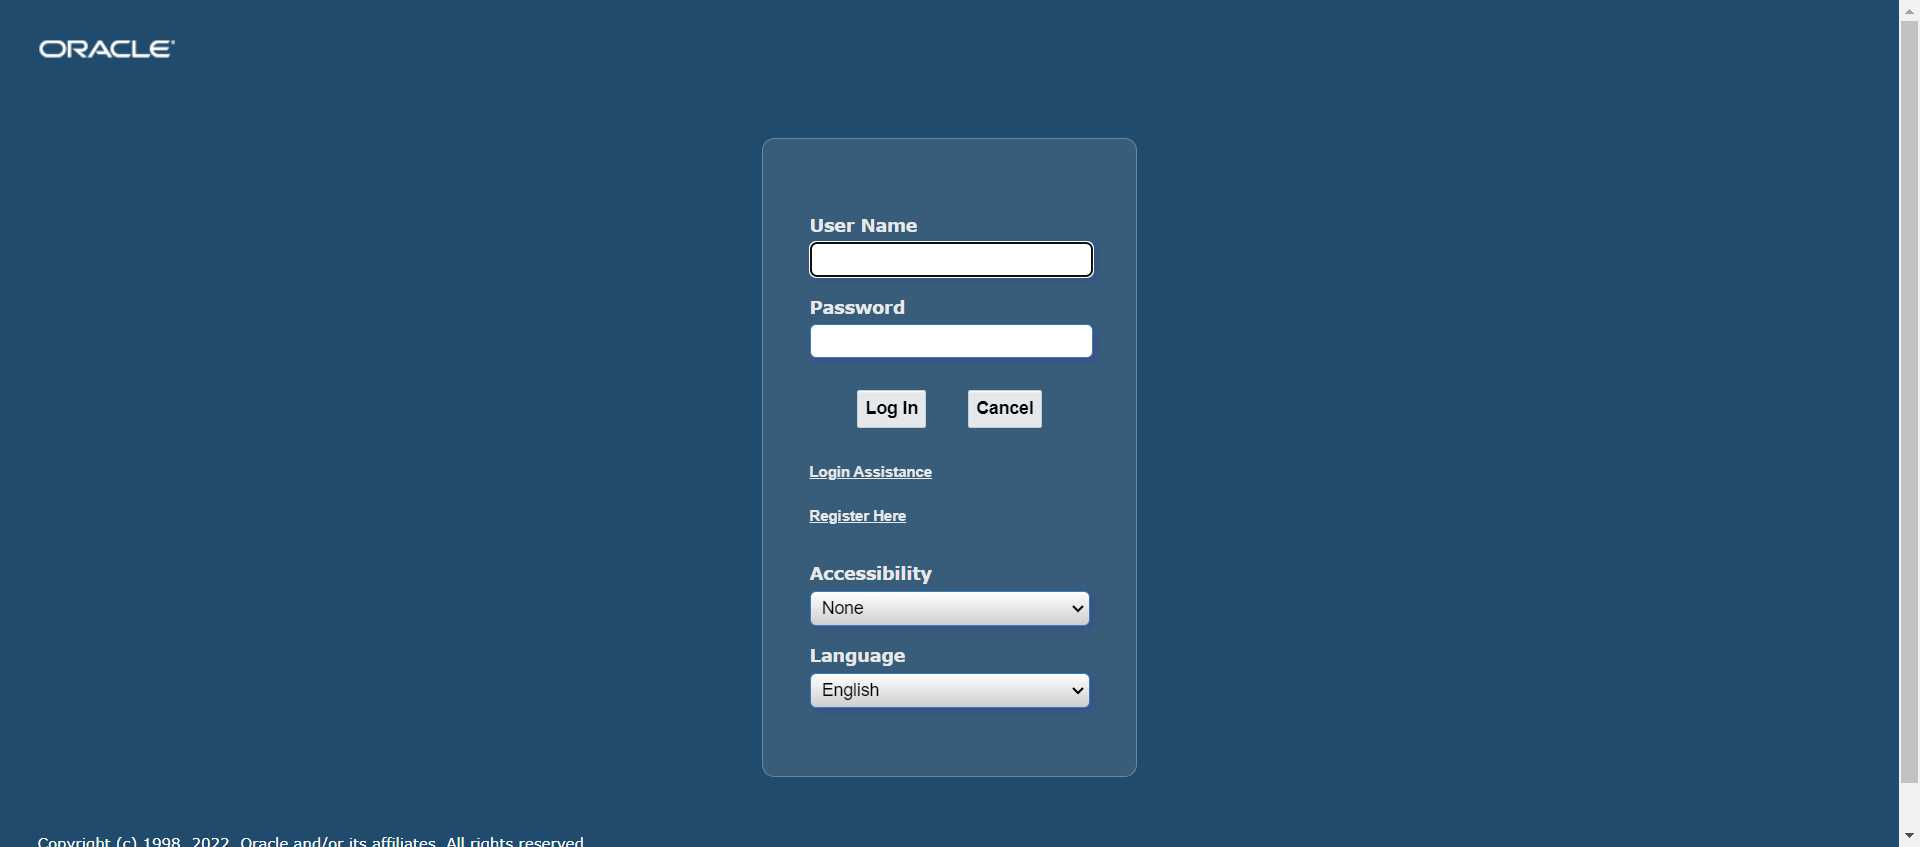 ORACLE
User Name
Password
Log In Cancel
Login Assistance
Register Here
Accessibility
None
Language
English
Copyright (c) 1998, 2022, Oracle and/or its affiliates. All rights reserved.